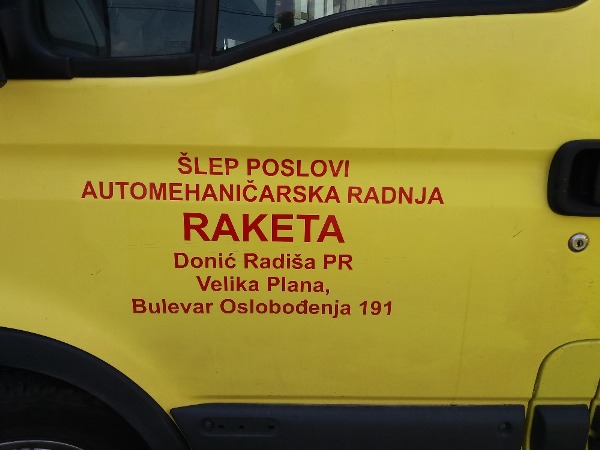 ŠLEP POSLOVI
AUTOMEHANIČARSKA RADNJA
RAKETA
Donić Radiša PR
Velika Plana,
Bulevar Oslobođenja 191